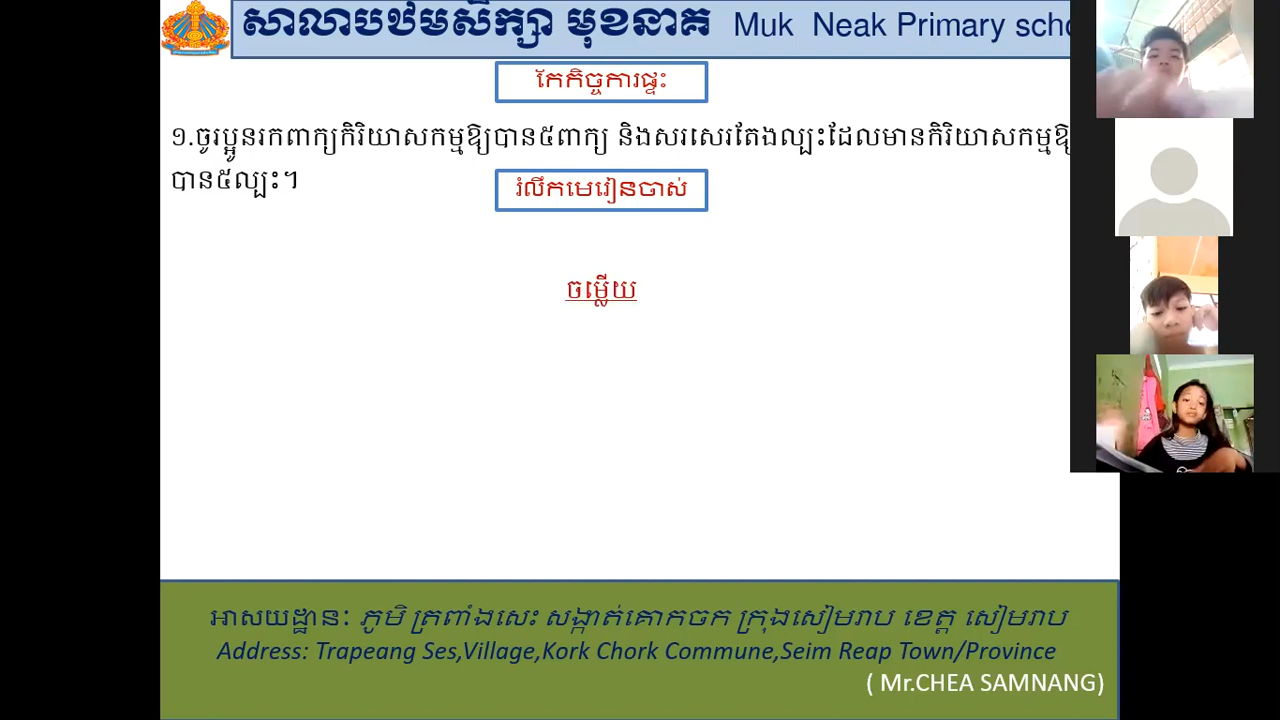 សាលាបឋមសិក្សា មុខនាគ Muk Neak Primary
កែកិច្ចការផ្ទះ
១.ចូរប្អូនរកពាក្យកិរិយាសកម្មឱ្យបាន៥ពាក្យ និងសរសេរតែងល្បះដែលមានកិរិយាសកម្មឱ្យ
បាន៥ល្បះ។
រំលឹកមេរៀនចាស់
ចម្លើយ
អាសយដ្ឋាន: ភូមិ ត្រពាំងសេះ សង្កាត់គោកចក ក្រុងសៀមរាប ខេត្ត សៀមរាប
Address: Trapeang Ses,Village,Kork Chork Commune,Seim Reap Town/Province
( Mr.CHEA SAMNANG)